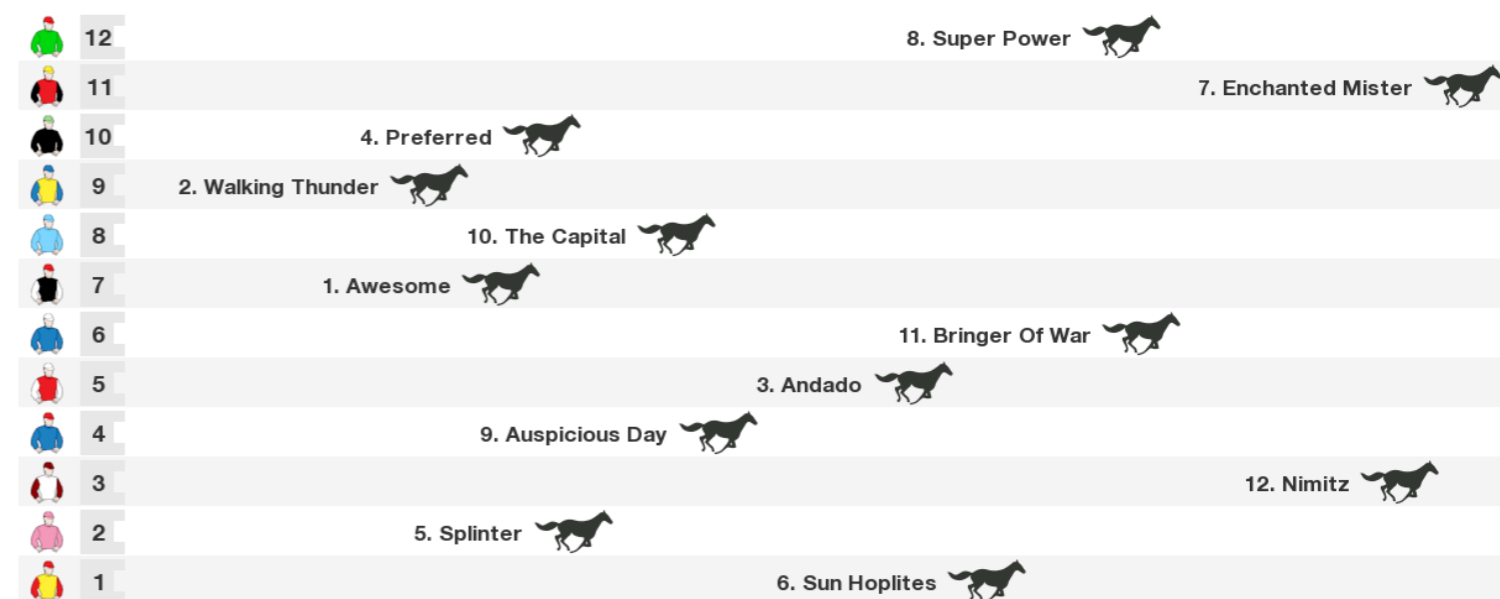 12 8. Super Power
11 7. Enchanted Mister
10 4. Preferred
9 2. Walking Thunder
8 10. The Capital
7 1. Awesome
6 11. Bringer Of War
5 3. Andado
4 9. Auspicious Day
3 12. Nimitz
2 5. Splinter
1 6. Sun Hoplites